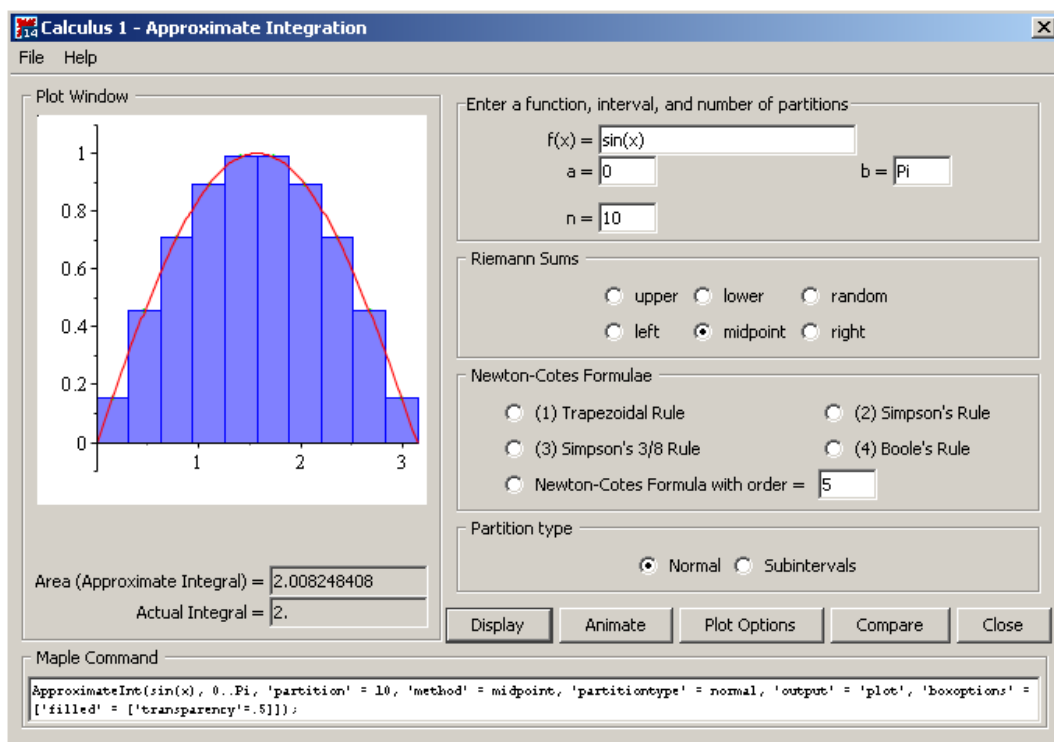 14 Calculus 1 - Approximate Integration
File Help
Plot Window
1
0.8
0.6
0.4
0.2
0
1 2 3
Area (Approximate Integral) = 2.008248408
Actual Integral = 2.
Enter a function, interval, and number of partitions
f(x) = sin(x)
a = 0 b = Pi
n = 10
Riemann Sums
upper lower random
left midpoint right
Newton-Cotes Formulae
(1) Trapezoidal Rule (2) Simpson's Rule
(3) Simpson's 3/8 Rule (4) Boole's Rule
Newton-Cotes Formula with order = 5
Partition type
Normal Subintervals
Display Animate Plot Options Compare Close
Maple Command
ApproximateInt(sin(x), 0..Pi, 'partition' = 10, 'method' = midpoint, 'partitiontype' = normal, 'output' = 'plot', 'boxoptions' =
['filled' = ['transparency'=.5]]);